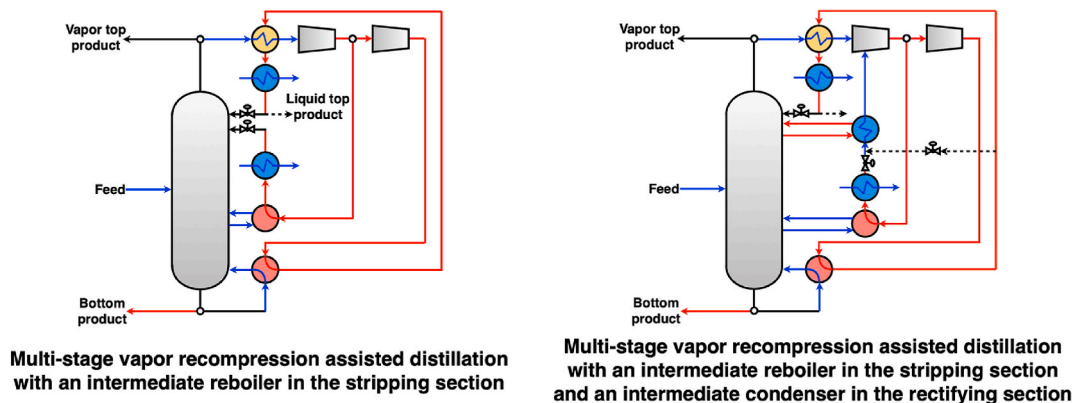 Vapor top
product
Liquid top
product
Feed
Bottom
product
Multi-stage vapor recompression assisted distillation
with an intermediate reboiler in the stripping section
Vapor top
product
Feed
Bottom
product
Multi-stage vapor recompression assisted distillation
with an intermediate reboiler in the stripping section
and an intermediate condenser in the rectifying section